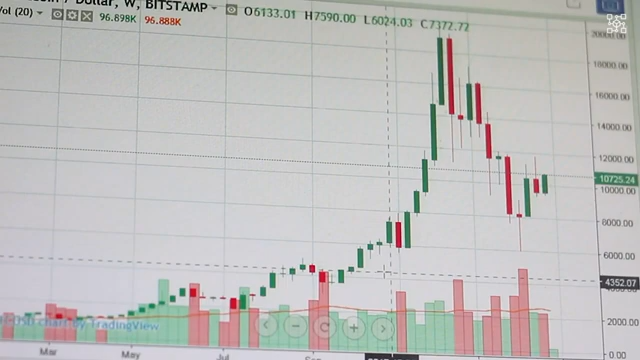 / Dollar, W, BITSTAMP O6133.01 H7590.00 L6024.03 C7372.72
Vol (20) 96.898K 96.888K
20000.00
18000.00
16000.00
14000.00
12000.00
10725.24
8000.00
6000.00
4352.07
2000.00
0.00
chart by TradingView
Mar May Jul Sep